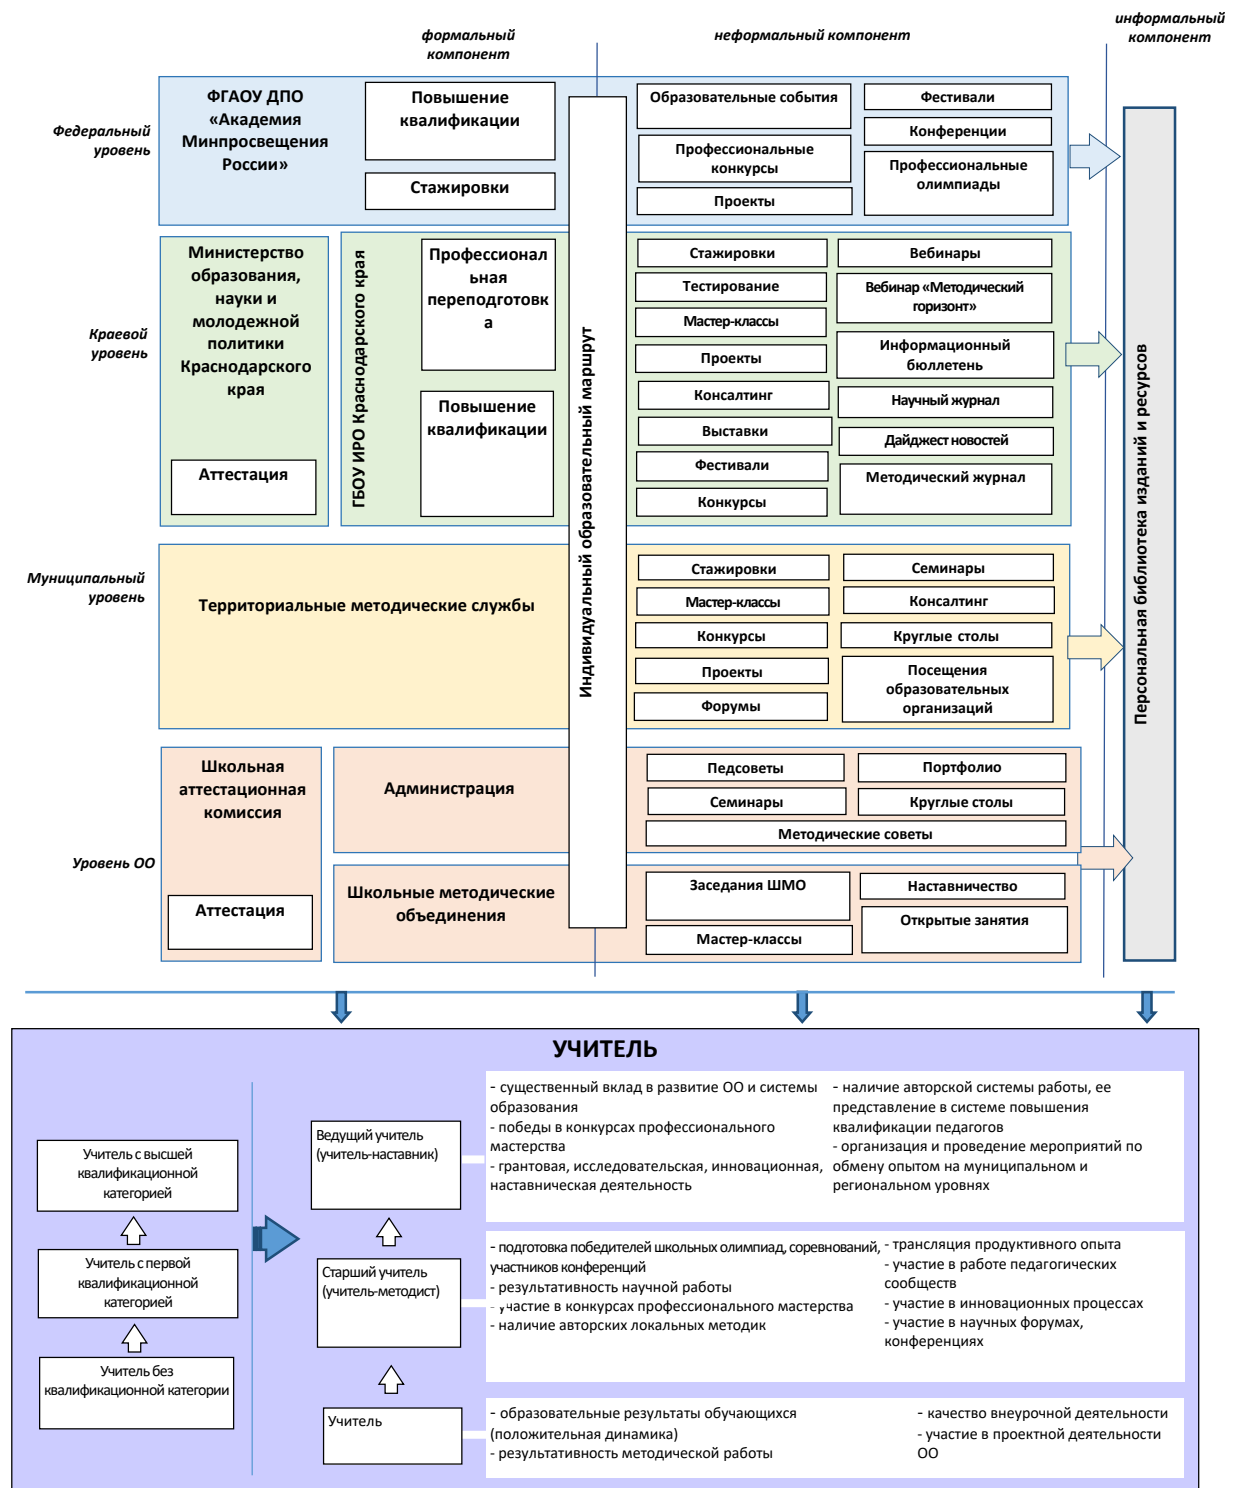 формальный
компонент
неформальный компонент
информальный
компонент
Федеральный
уровень
ФГАОУ ДПО
«Академия
Минпросвещения
России»
Повышение
квалификации
Стажировки
Образовательные события
Профессиональные
конкурсы
Проекты
Фестивали
Конференции
Профессиональные
олимпиады
Краевой
уровень
Министерство
образования,
науки и
молодежной
политики
Краснодарского
края
Аттестация
ГБОУ ИРО Краснодарского края
Профессионал
ьная
переподготовк
а
Повышение
квалификации
Индивидуальный образовательный маршрут
Стажировки
Тестирование
Мастер-классы
Проекты
Консалтинг
Выставки
Фестивали
Конкурсы
Вебинары
Вебинар «Методический
горизонт»
Информационный
бюллетень
Научный журнал
Дайджест новостей
Методический журнал
Персональная библиотека изданий и ресурсов
Муниципальный
уровень
Территориальные методические службы
Стажировки
Мастер-классы
Конкурсы
Проекты
Форумы
Семинары
Консалтинг
Круглые столы
Посещения
образовательных
организаций
Уровень ОО
Школьная
аттестационная
комиссия
Аттестация
Администрация
Педсоветы
Семинары
Портфолио
Круглые столы
Методические советы
Школьные методические
объединения
Заседания ШМО
Мастер-классы
Наставничество
Открытые занятия
УЧИТЕЛЬ
Учитель с высшей
квалификационной
категорией
Учитель с первой
квалификационной
категорией
Учитель без
квалификационной категории
Ведущий учитель
(учитель-наставник)
- существенный вклад в развитие ОО и системы
образования
- победы в конкурсах профессионального
мастерства
- грантовая, исследовательская, инновационная,
наставническая деятельность
- наличие авторской системы работы, ее
представление в системе повышения
квалификации педагогов
- организация и проведение мероприятий по
обмену опытом на муниципальном и
региональном уровнях
Старший учитель
(учитель-методист)
- подготовка победителей школьных олимпиад, соревнований,
участников конференций
- результативность научной работы
- участие в конкурсах профессионального мастерства
- наличие авторских локальных методик
- трансляция продуктивного опыта
- участие в работе педагогических
сообществ
- участие в инновационных процессах
- участие в научных форумах,
конференциях
Учитель
- образовательные результаты обучающихся
(положительная динамика)
- результативность методической работы
- качество внеурочной деятельности
- участие в проектной деятельности
ОО